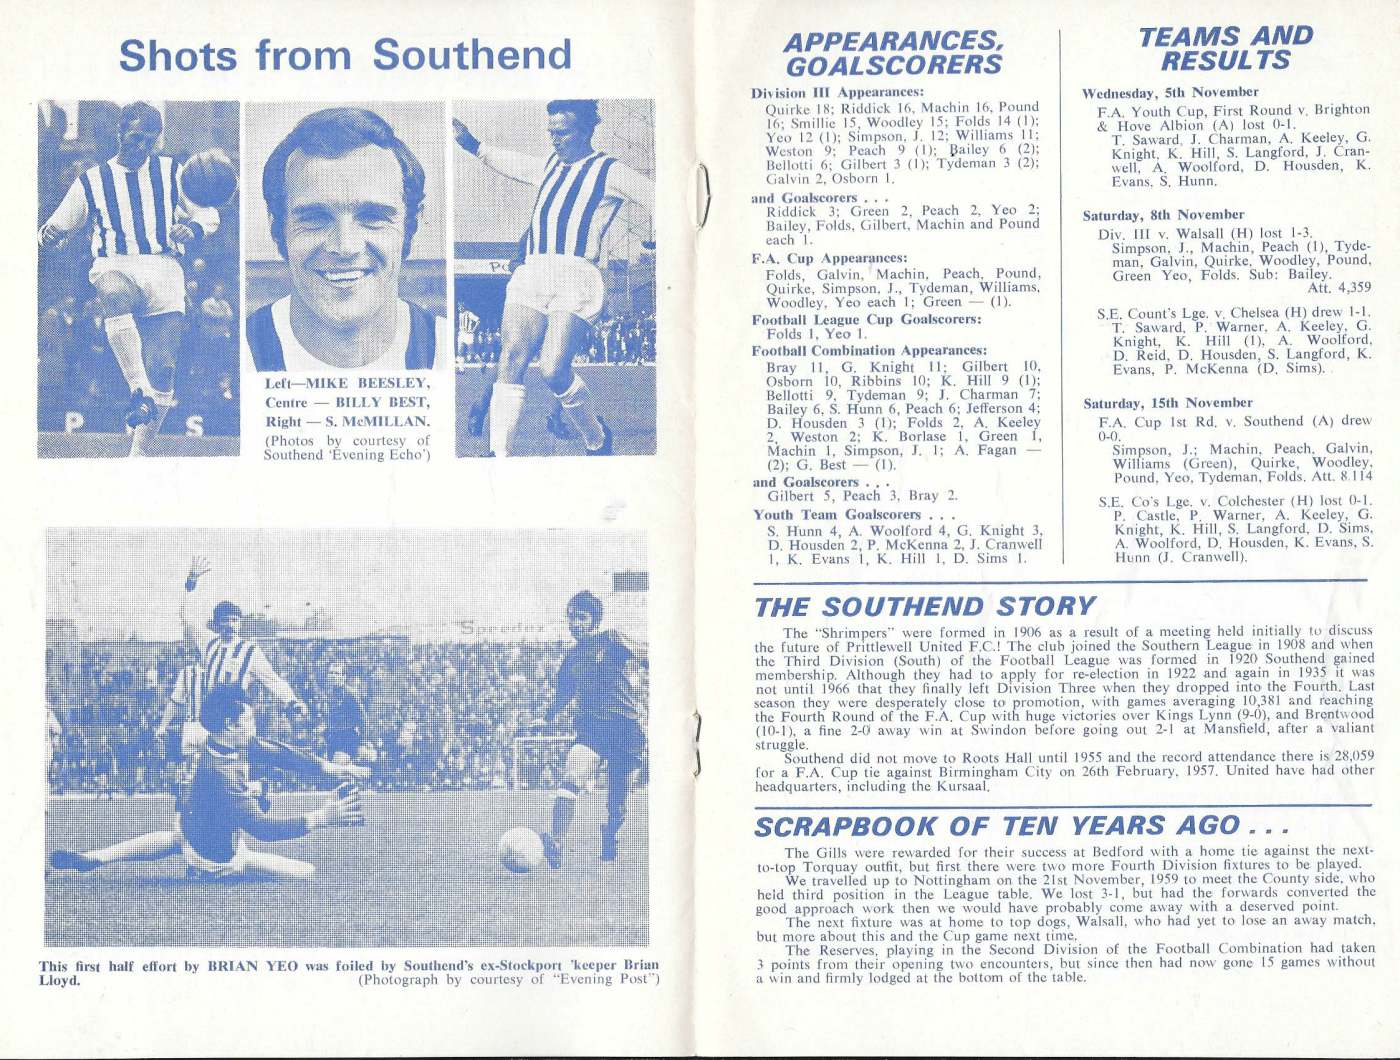 Shots from Southend
P S
Po
Left—MIKE BEESLEY,
Centre — BILLY BEST,
Right — S. McMILLAN.
(Photos by courtesy of
Southend 'Evening Echo')
Spredex
This first half effort by BRIAN YEO was foiled by Southend's ex-Stockport 'keeper Brian
Lloyd. (Photograph by courtesy of "Evening Post")
APPEARANCES,
GOALSCORERS
Division III Appearances:
Quirke 18; Riddick 16, Machin 16, Pound
16; Smillie 15, Woodley 15; Folds 14 (1);
Yeo 12 (1); Simpson, J. 12; Williams 11;
Weston 9; Peach 9 (1); Bailey 6 (2);
Bellotti 6; Gilbert 3 (1); Tydeman 3 (2);
Galvin 2, Osborn 1.
and Goalscorers . . .
Riddick 3; Green 2, Peach 2, Yeo 2;
Bailey, Folds, Gilbert, Machin and Pound
each 1.
F.A. Cup Appearances:
Folds, Galvin, Machin, Peach, Pound,
Quirke, Simpson, J., Tydeman, Williams,
Woodley, Yeo each 1; Green — (1).
Football League Cup Goalscorers:
Folds 1, Yeo 1.
Football Combination Appearances:
Bray 11, G. Knight 11; Gilbert 10,
Osborn 10, Ribbins 10; K. Hill 9 (1);
Bellotti 9, Tydeman 9; J. Charman 7;
Bailey 6, S. Hunn 6, Peach 6; Jefferson 4;
D. Housden 3 (1); Folds 2, A. Keeley
2, Weston 2; K. Borlase 1, Green 1,
Machin 1, Simpson, J. 1; A. Fagan —
(2); G. Best — (1).
and Goalscorers . . .
Gilbert 5, Peach 3, Bray 2.
Youth Team Goalscorers . . .
S. Hunn 4, A. Woolford 4, G. Knight 3,
D. Housden 2, P. McKenna 2, J. Cranwell
1, K. Evans 1, K. Hill 1, D. Sims 1.
TEAMS AND
RESULTS
Wednesday, 5th November
F.A. Youth Cup, First Round v. Brighton
& Hove Albion (A) lost 0-1.
T. Saward, J. Charman, A. Keeley, G.
Knight, K. Hill, S. Langford, J. Cran-
well, A. Woolford, D. Housden, K.
Evans, S. Hunn.
Saturday, 8th November
Div. III v. Walsall (H) lost 1-3.
Simpson, J., Machin, Peach (1), Tyde-
man, Galvin, Quirke, Woodley, Pound,
Green Yeo, Folds. Sub: Bailey.
Att. 4,359
S.E. Count's Lge. v. Chelsea (H) drew 1-1.
T. Saward, P. Warner, A. Keeley, G.
Knight, K. Hill (1), A. Woolford,
D. Reid, D. Housden, S. Langford, K.
Evans, P. McKenna (D. Sims).
Saturday, 15th November
F.A. Cup 1st Rd. v. Southend (A) drew
0-0.
Simpson, J.; Machin, Peach, Galvin,
Williams (Green), Quirke, Woodley,
Pound, Yeo, Tydeman, Folds. Att. 8.114
S.E. Co's Lge. v. Colchester (H) lost 0-1.
P. Castle, P. Warner, A. Keeley, G.
Knight, K. Hill, S. Langford, D. Sims,
A. Woolford, D. Housden, K. Evans, S.
Hunn (J. Cranwell).
THE SOUTHEND STORY
The "Shrimpers" were formed in 1906 as a result of a meeting held initially to discuss
the future of Prittlewell United F.C.! The club joined the Southern League in 1908 and when
the Third Division (South) of the Football League was formed in 1920 Southend gained
membership. Although they had to apply for re-election in 1922 and again in 1935 it was
not until 1966 that they finally left Division Three when they dropped into the Fourth. Last
season they were desperately close to promotion, with games averaging 10,381 and reaching
the Fourth Round of the F.A. Cup with huge victories over Kings Lynn (9-0), and Brentwood
(10-1), a fine 2-0 away win at Swindon before going out 2-1 at Mansfield, after a valiant
struggle.
Southend did not move to Roots Hall until 1955 and the record attendance there is 28,059
for a F.A. Cup tie against Birmingham City on 26th February, 1957. United have had other
headquarters, including the Kursaal.
SCRAPBOOK OF TEN YEARS AGO . . .
The Gills were rewarded for their success at Bedford with a home tie against the next-
to-top Torquay outfit, but first there were two more Fourth Division fixtures to be played.
We travelled up to Nottingham on the 21st November, 1959 to meet the County side, who
held third position in the League table. We lost 3-1, but had the forwards converted the
good approach work then we would have probably come away with a deserved point.
The next fixture was at home to top dogs, Walsall, who had yet to lose an away match,
but more about this and the Cup game next time.
The Reserves, playing in the Second Division of the Football Combination had taken
3 points from their opening two encounters, but since then had now gone 15 games without
a win and firmly lodged at the bottom of the table.